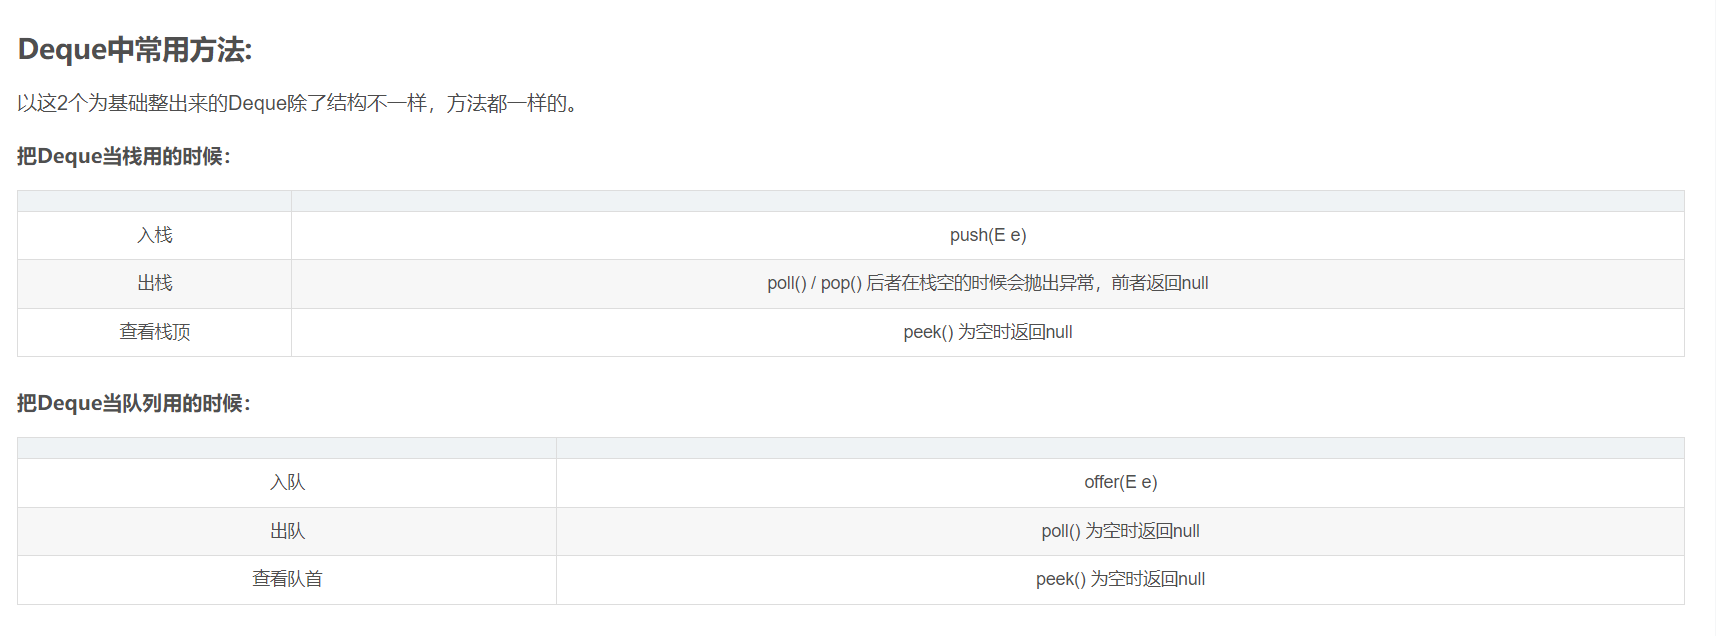 Deque中常用方法:
以这2个为基础整出来的Deque除了结构不一样，方法都一样的。
把Deque当栈用的时候：
入栈 push(E e)
出栈 poll() / pop() 后者在栈空的时候会抛出异常，前者返回null
查看栈顶 peek() 为空时返回null
把Deque当队列用的时候：
入队 offer(E e)
出队 poll() 为空时返回null
查看队首 peek() 为空时返回null